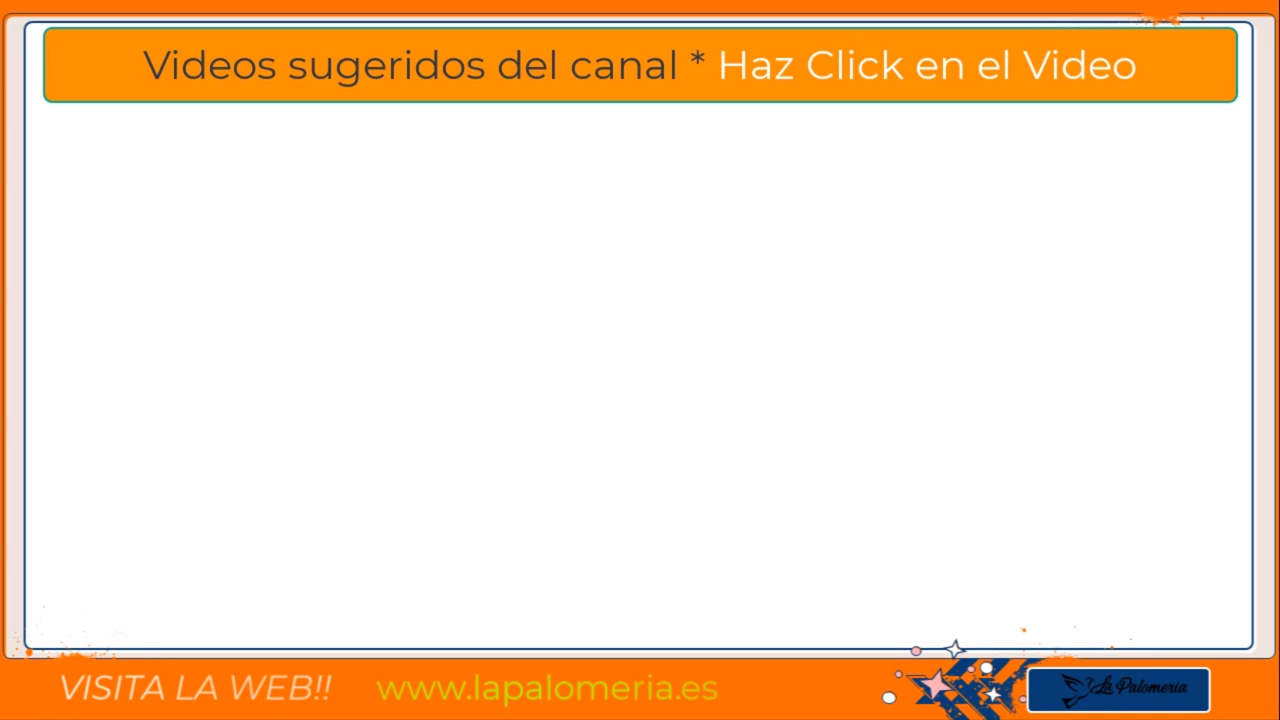 Videos sugeridos del canal * Haz Click en el Video
VISITA LA WEB!! www.lapalomeria.es
La Palomeria